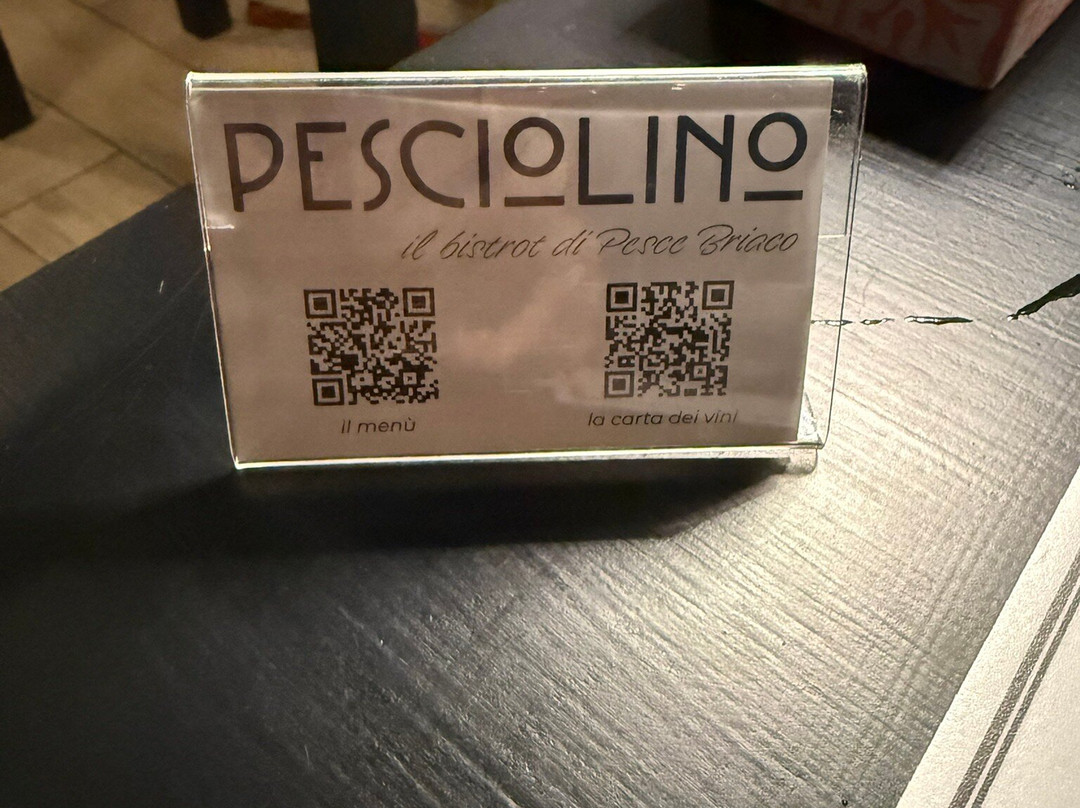 PESCIOLINO
il bistrot di Pesce Briaco
il menù
la carta dei vini